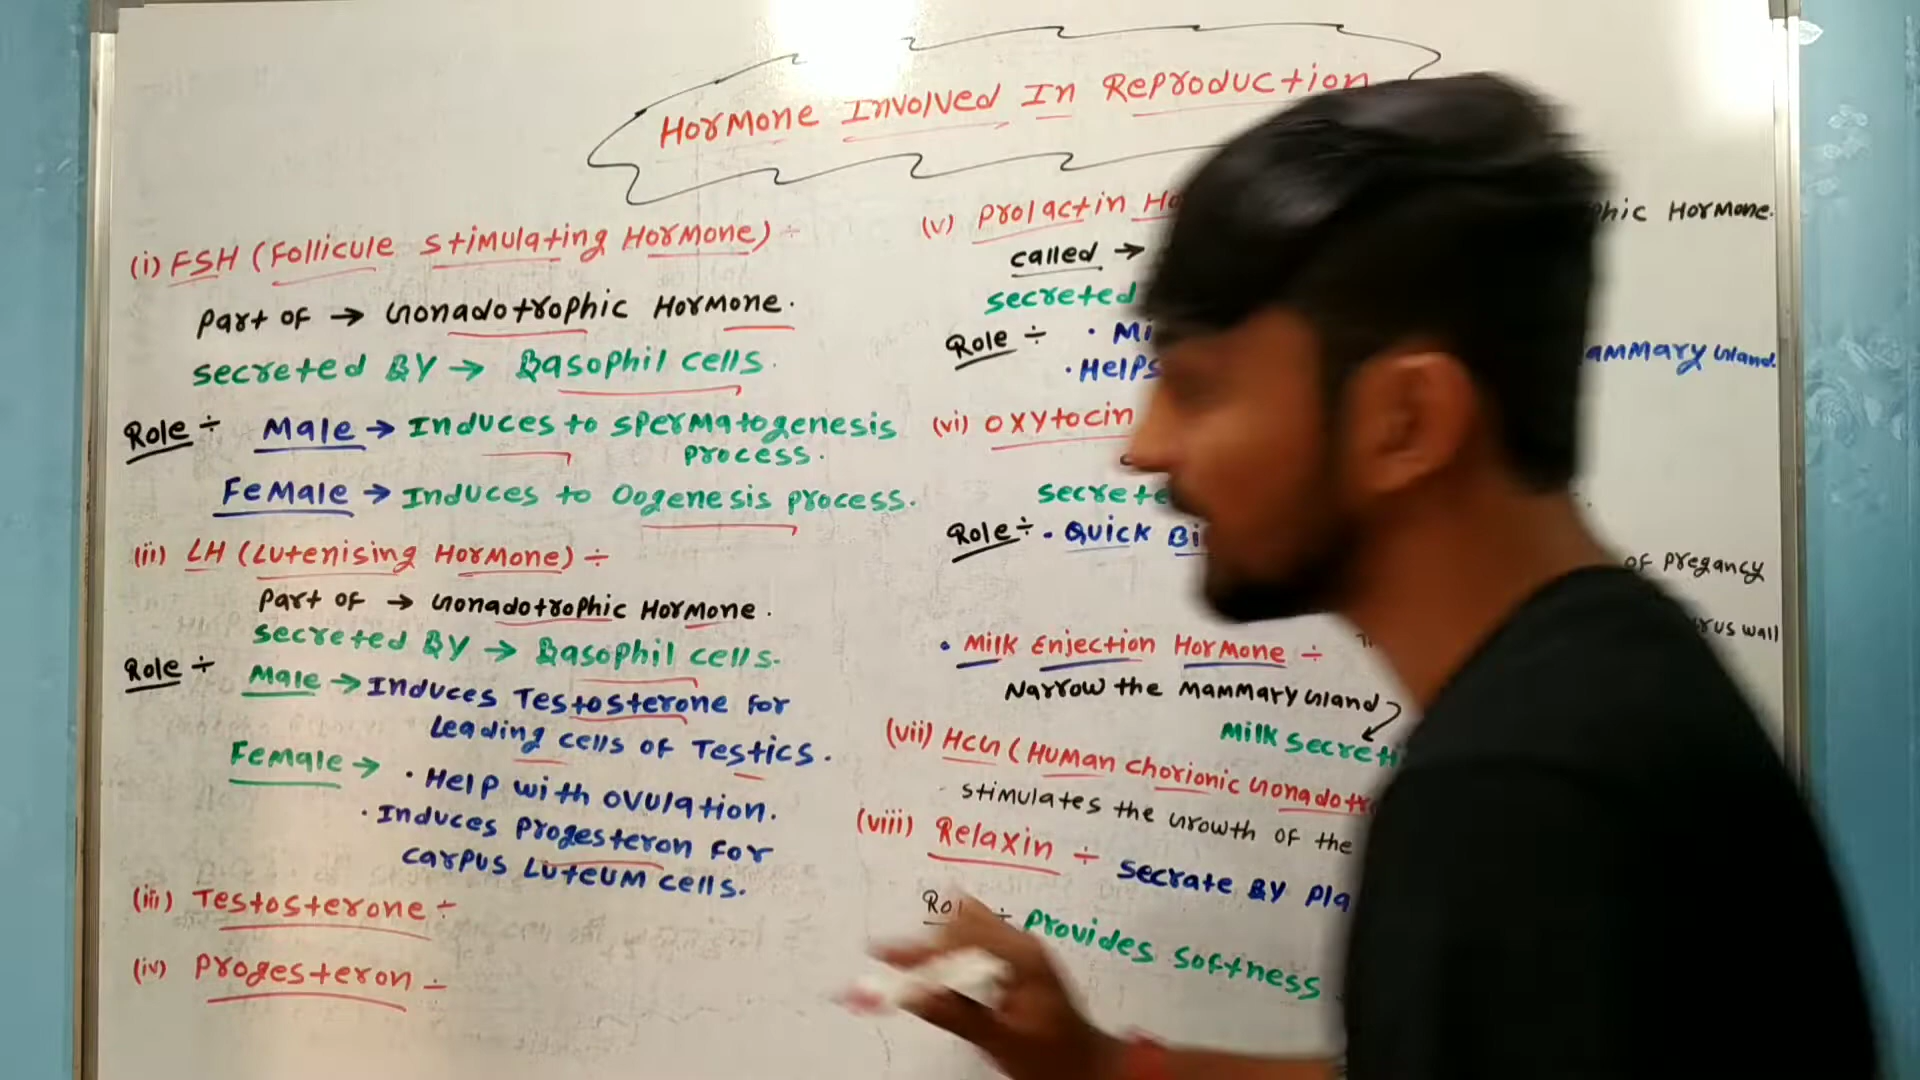 Hormone Involved In Reproduction
(i) FSH (Follicule stimulating Hormone) ÷
Part of → Gonadotrophic Hormone.
secreted By → Basophil cells.
Role ÷ Male → Induces to spermatogenesis
process.
Female → Induces to Oogenesis process.
(ii) LH (Lutenising Hormone) ÷
Part of → Gonadotrophic Hormone.
secreted By → Basophil cells.
Role ÷ Male → Induces Testosterone for
Leading cells of Testics.
Female → • Help with ovulation.
• Induces Progesteron for
carpus Luteum cells.
(iii) Testosterone ÷
(iv) Progesteron ÷
(v) Prolactin
phic Hormone.
called →
secreted
Role ÷
• Helps
ammary Gland.
(vi) Oxytocin
Role ÷ • Quick
of pregancy
wall
• Milk Enjection Hormone ÷
Narrow the mammary Gland
Milk
(vii) HCG (Human Chorionic
stimulates the Growth of the
(viii) Relaxin ÷ secrate By
÷ Provides Softness